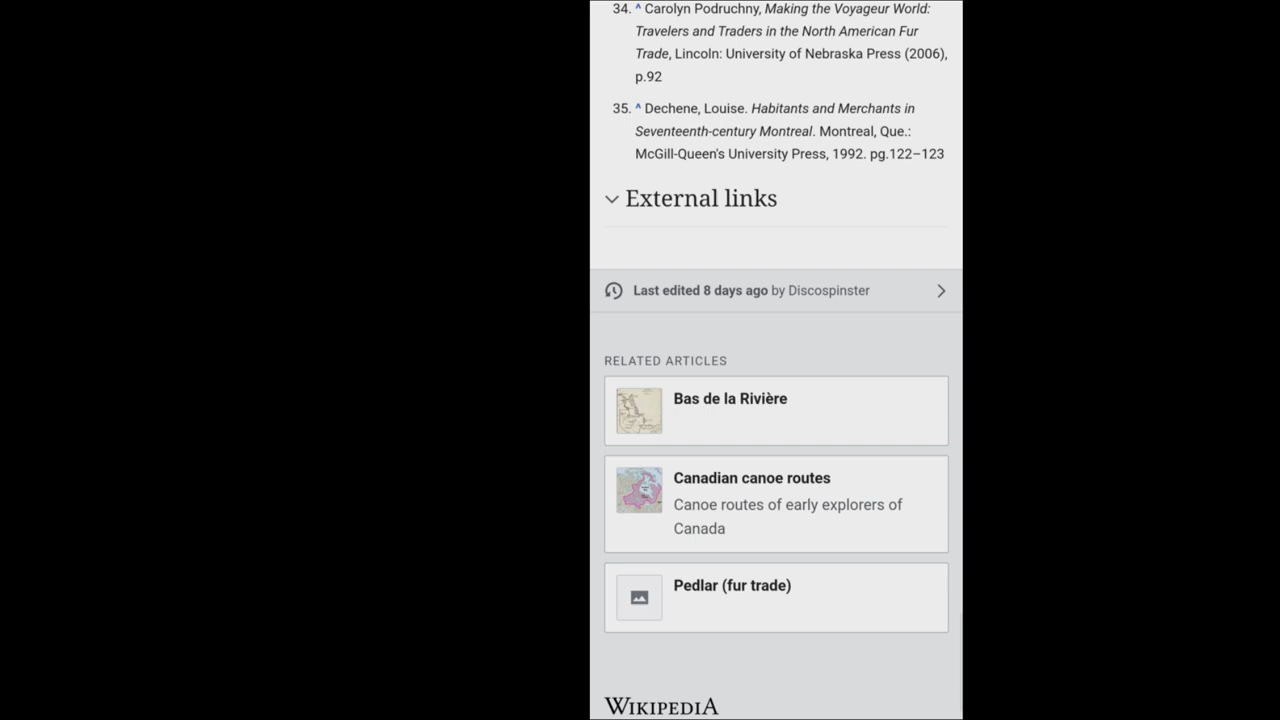 34. ^ Carolyn Podruchny, Making the Voyageur World:
Travelers and Traders in the North American Fur
Trade, Lincoln: University of Nebraska Press (2006),
p.92
35. ^ Dechene, Louise. Habitants and Merchants in
Seventeenth-century Montreal. Montreal, Que.:
McGill-Queen's University Press, 1992. pg.122–123
External links
Last edited 8 days ago by Discospinster
RELATED ARTICLES
Bas de la Rivière
Canadian canoe routes
Canoe routes of early explorers of
Canada
Pedlar (fur trade)
WIKIPEDIA